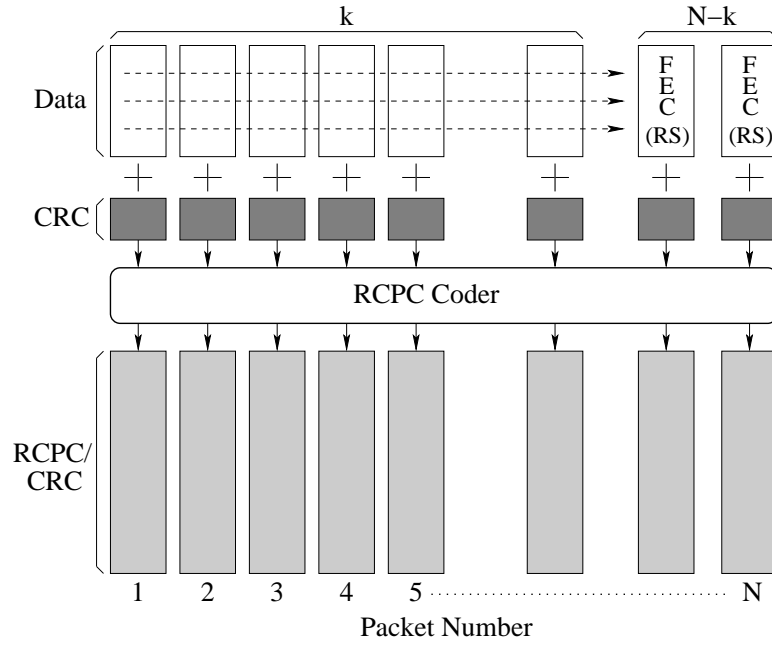 k
N−k
Data
F
E
C
(RS)
F
E
C
(RS)
CRC
RCPC Coder
RCPC/
CRC
1 2 3 4 5 N
Packet Number